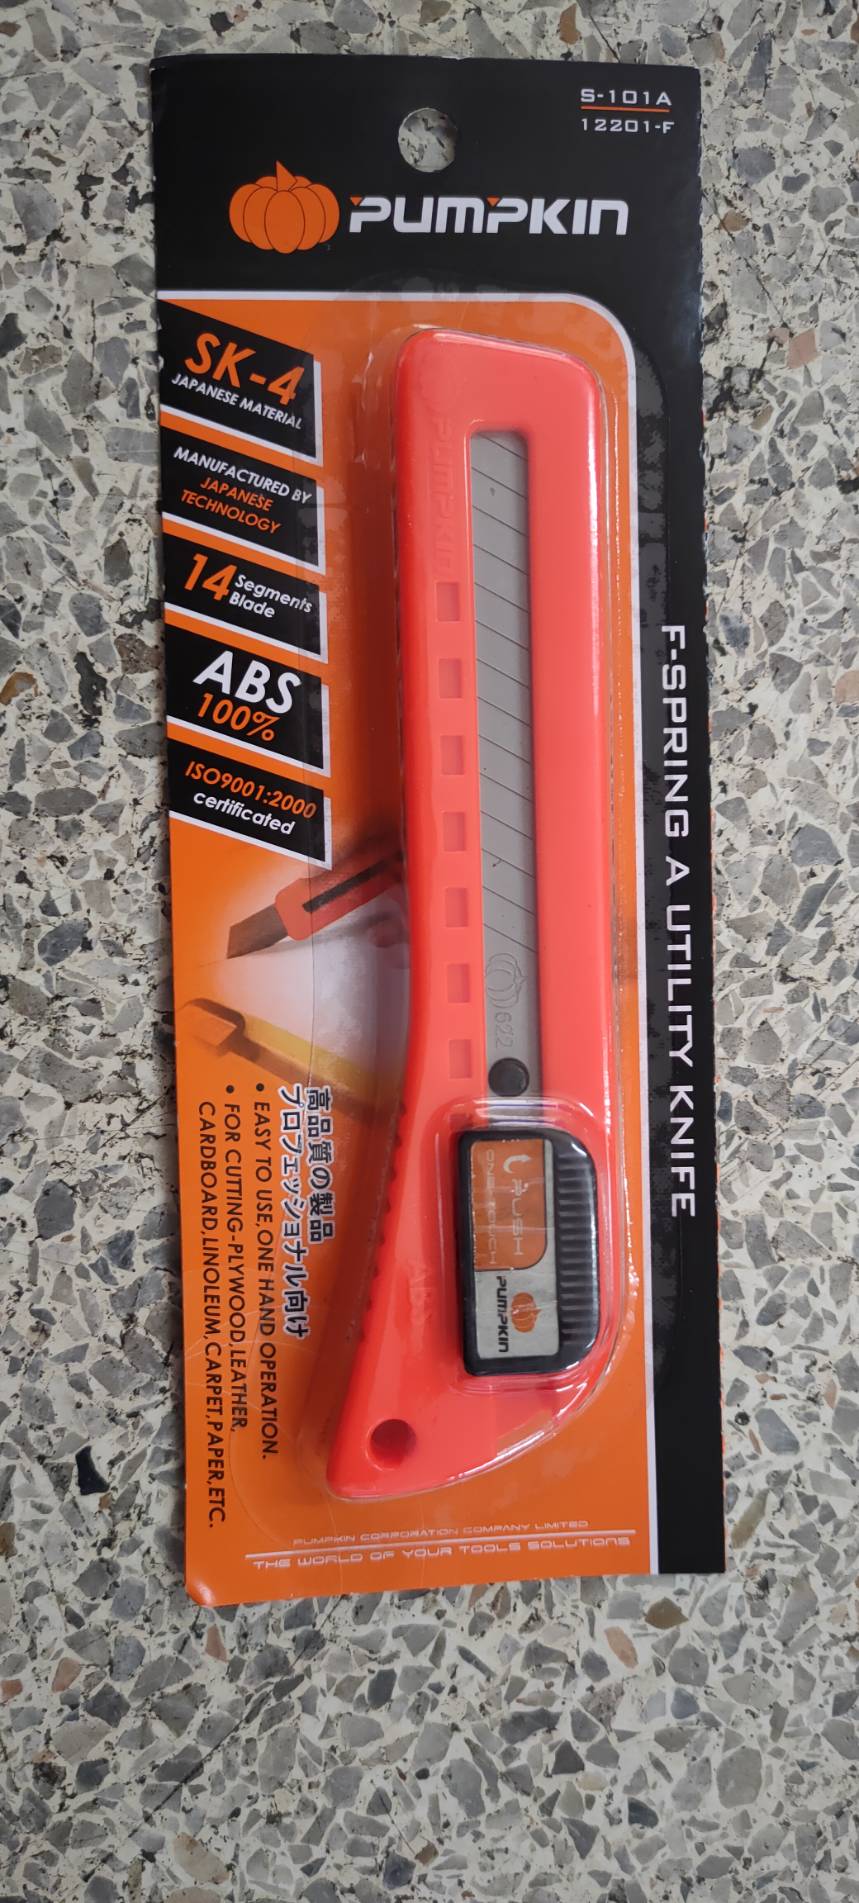 S-101A
12201-F
PUMPKIN
SK-4
JAPANESE MATERIAL
MANUFACTURED BY
JAPANESE
TECHNOLOGY
14 Segments
Blade
ABS
100%
ISO9001:2000
certificated
PUMPKIN
622
PUSH
ONE-TOUCH
PUMPKIN
ABS
F-SPRING A UTILITY KNIFE
高品質の製品
プロフェッショナル向け
• EASY TO USE,ONE HAND OPERATION.
• FOR CUTTING-PLYWOOD,LEATHER,
CARDBOARD,LINOLEUM,CARPET,PAPER,ETC.
PUMPKIN CORPORATION COMPANY LIMITED
THE WORLD OF YOUR TOOLS SOLUTIONS